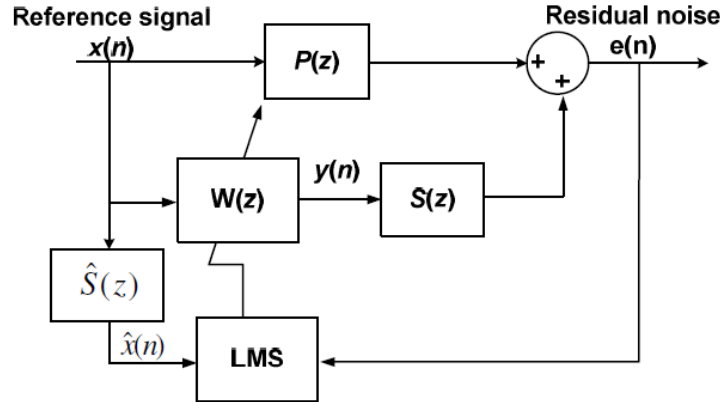 Reference signal
Residual noise
x(n)
e(n)
P(z)
+
+
W(z)
y(n)
S(z)
Ŝ(z)
x̂(n)
LMS